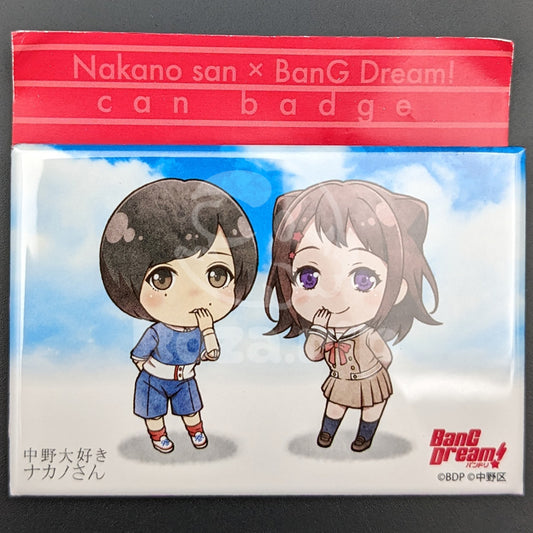 Nakano san × BanG Dream!
can badge
中野大好き
ナカノさん
BanG
Dream!
バンドリ
©BDP ©中野区